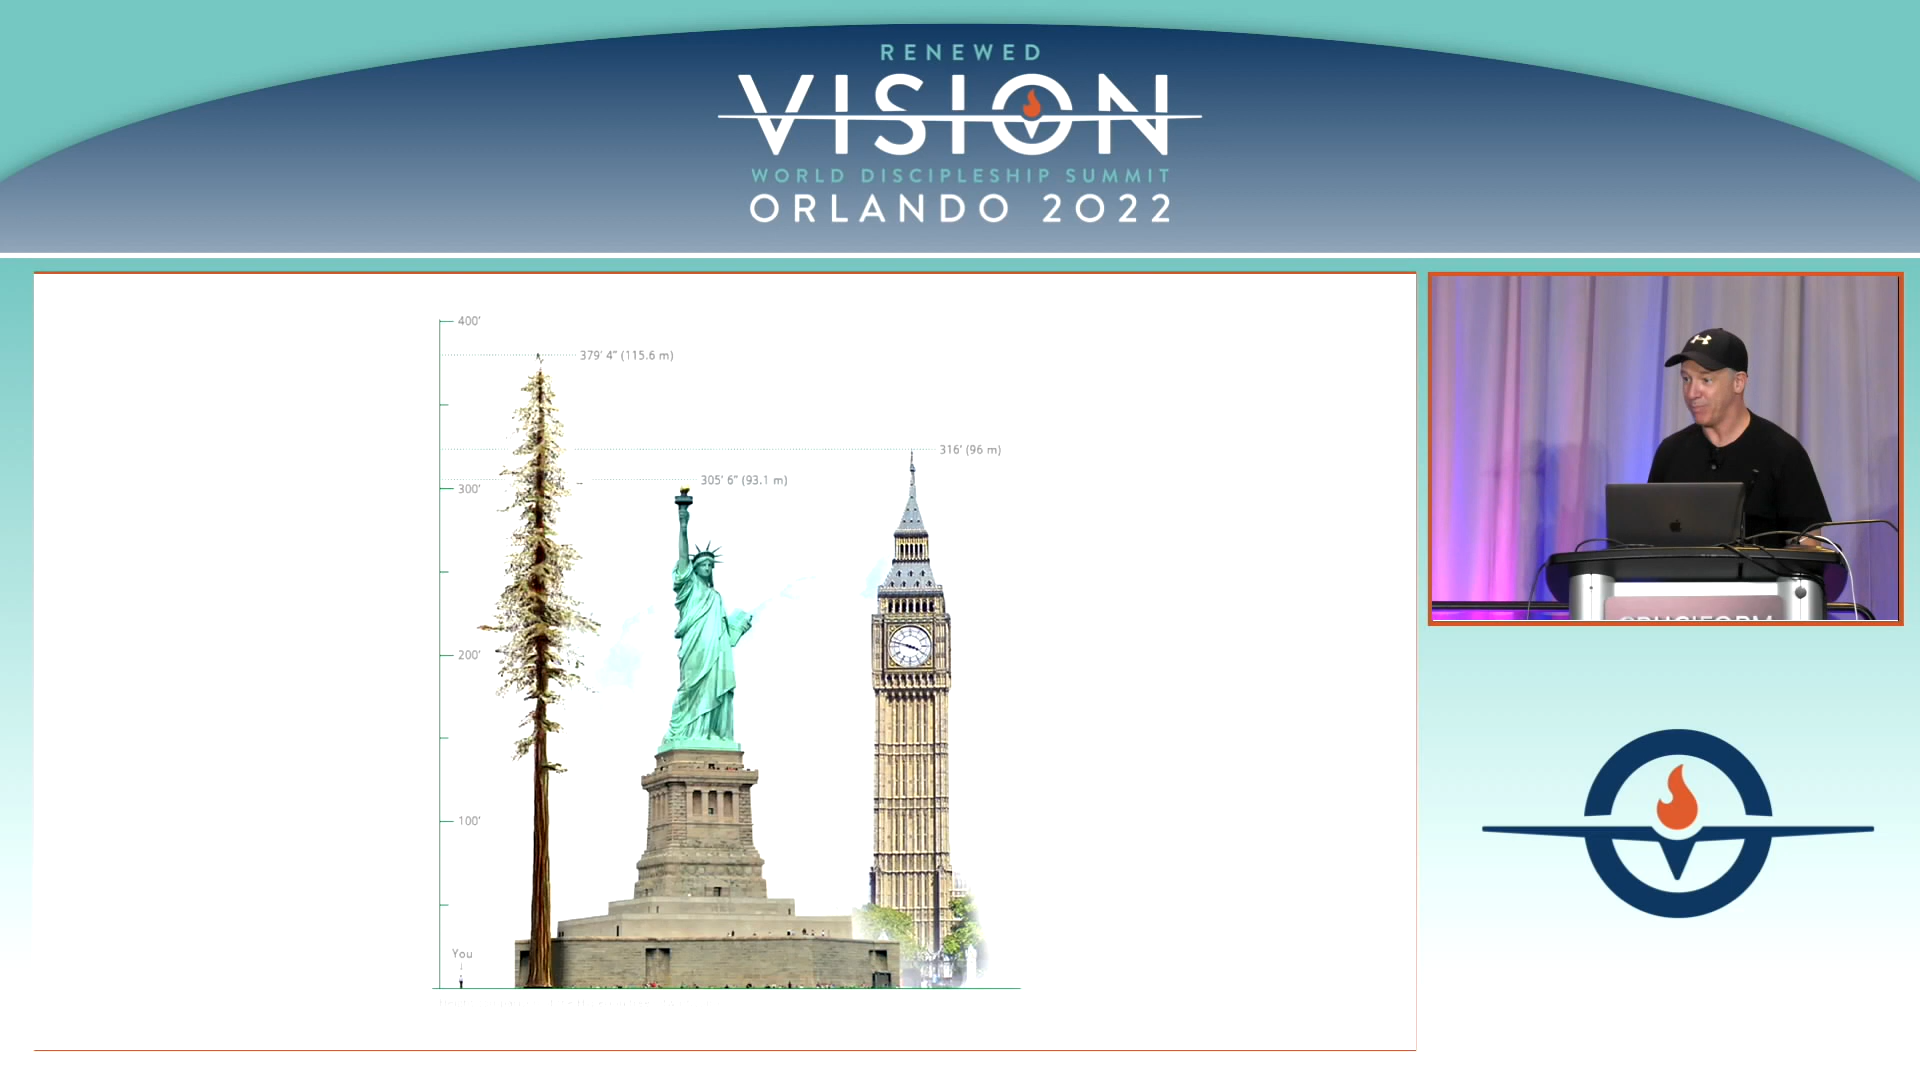 RENEWED
VISION
WORLD DISCIPLESHIP SUMMIT
ORLANDO 2022
400’
379’ 4” (115.6 m)
316’ (96 m)
305’ 6” (93.1 m)
300’
200’
100’
You